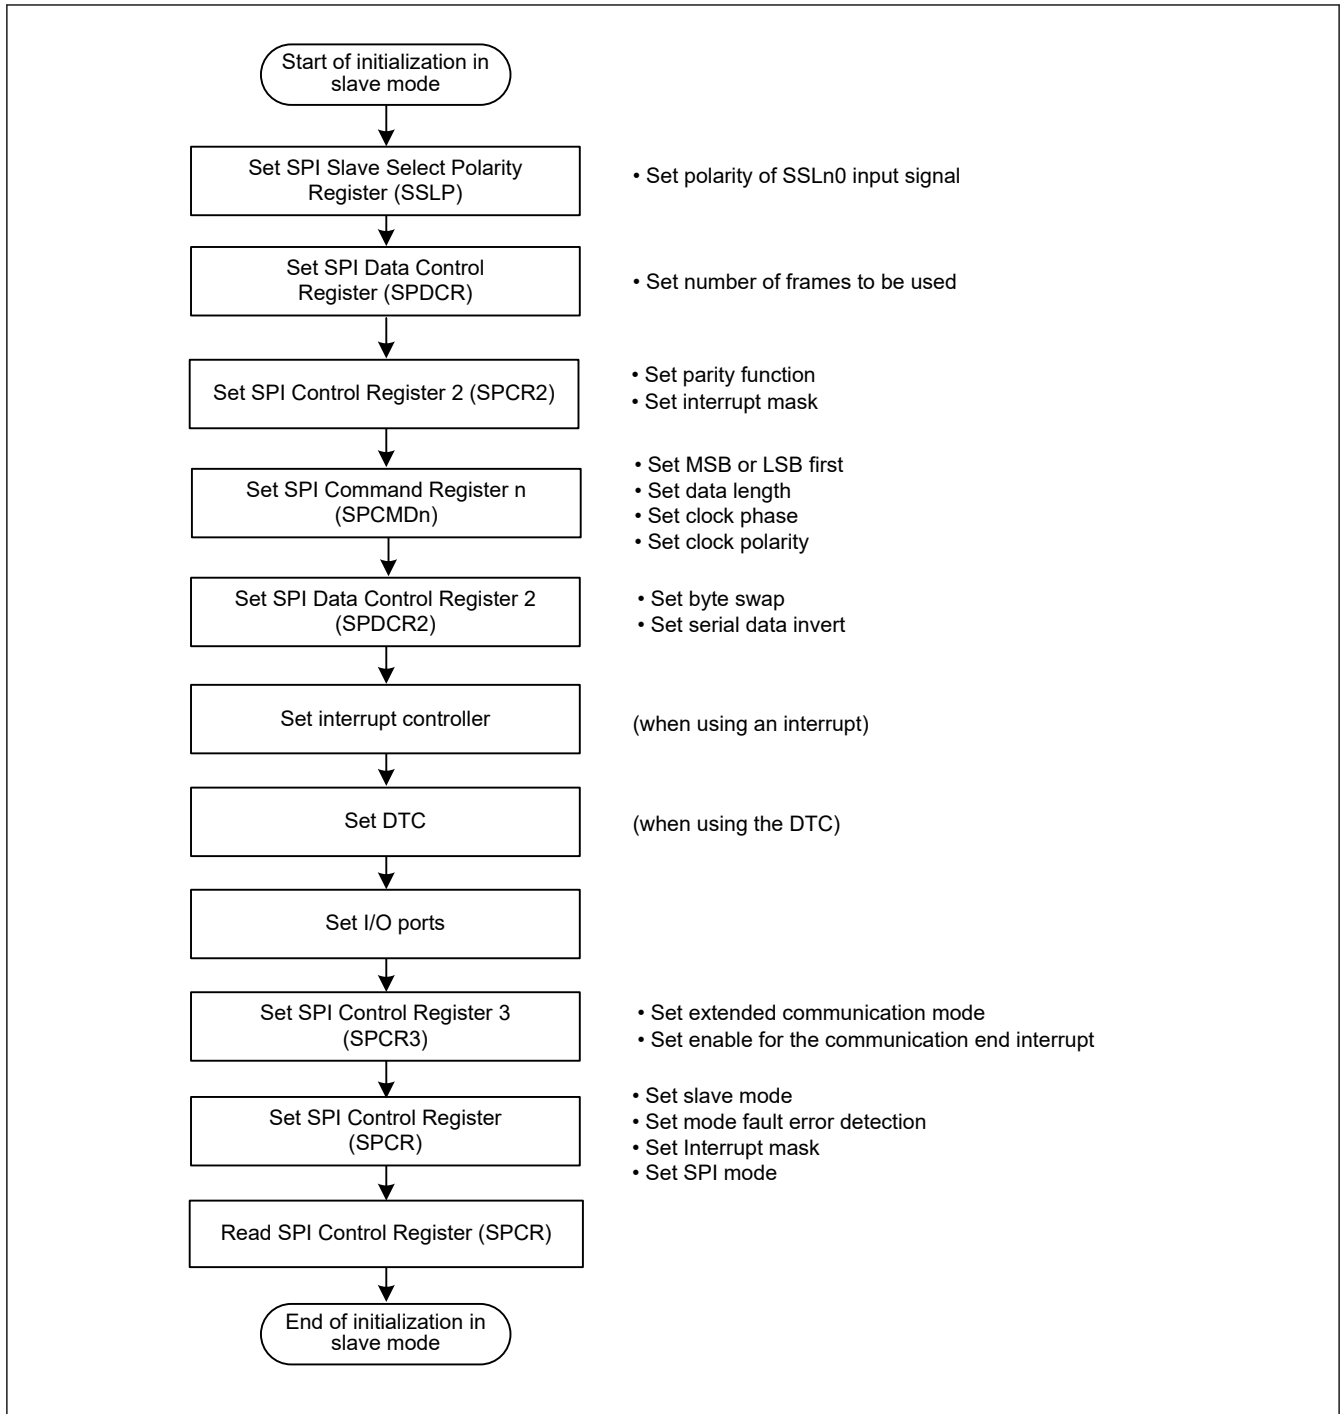 Start of initialization in
slave mode
Set SPI Slave Select Polarity
Register (SSLP)
• Set polarity of SSLn0 input signal
Set SPI Data Control
Register (SPDCR)
• Set number of frames to be used
Set SPI Control Register 2 (SPCR2)
• Set parity function
• Set interrupt mask
Set SPI Command Register n
(SPCMDn)
• Set MSB or LSB first
• Set data length
• Set clock phase
• Set clock polarity
Set SPI Data Control Register 2
(SPDCR2)
• Set byte swap
• Set serial data invert
Set interrupt controller
(when using an interrupt)
Set DTC
(when using the DTC)
Set I/O ports
Set SPI Control Register 3
(SPCR3)
• Set extended communication mode
• Set enable for the communication end interrupt
Set SPI Control Register
(SPCR)
• Set slave mode
• Set mode fault error detection
• Set Interrupt mask
• Set SPI mode
Read SPI Control Register (SPCR)
End of initialization in
slave mode